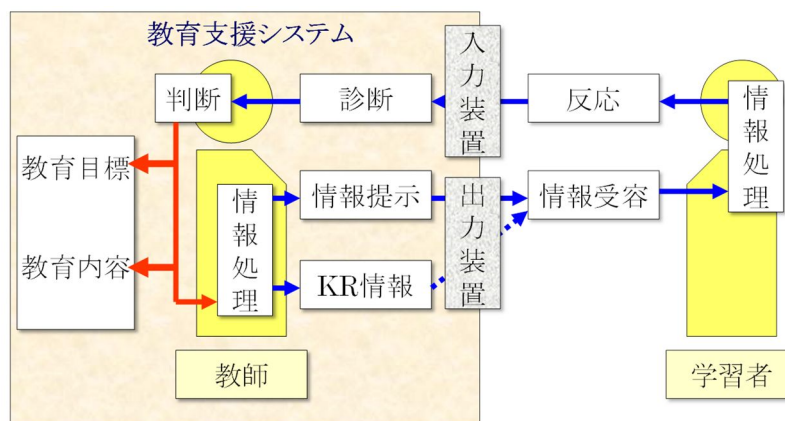 教育支援システム
判断
診断
入力装置
反応
情報処理
教育目標
教育内容
情報処理
情報提示
KR情報
出力装置
情報受容
教師
学習者